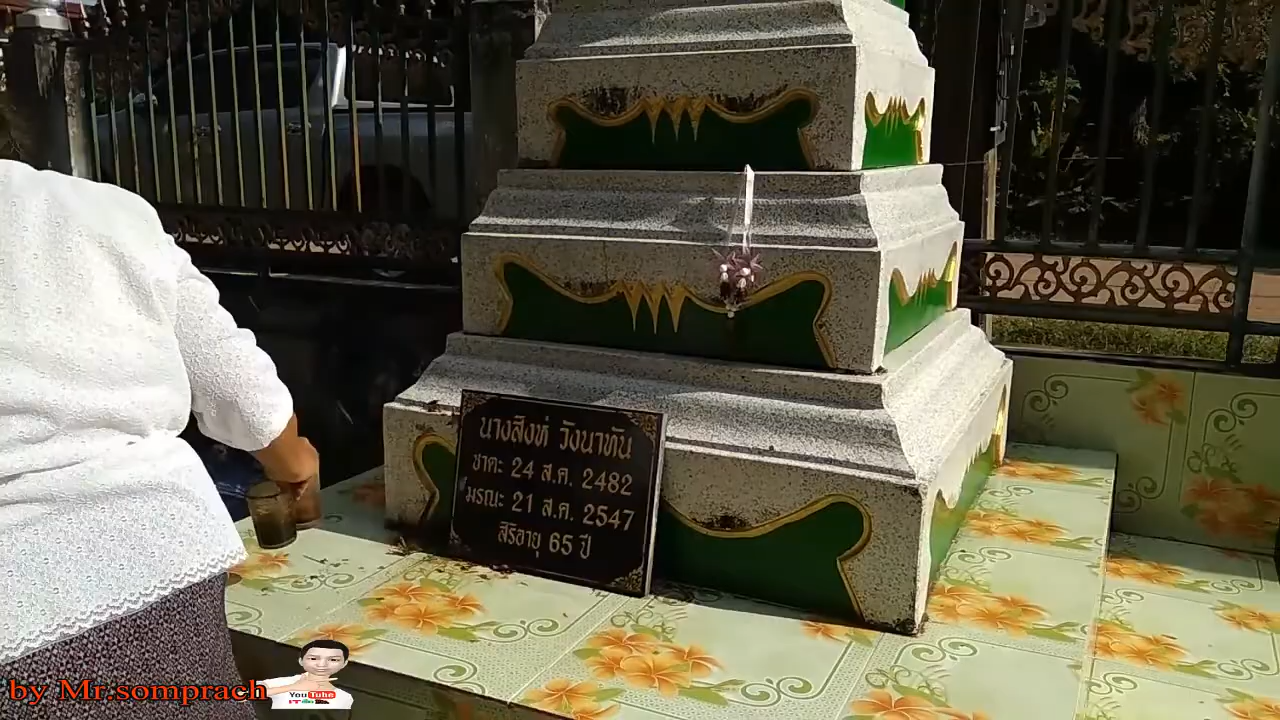 นางสิงห์ วังนาทัน
ชาตะ 24 ส.ค. 2482
มรณะ 21 ส.ค. 2547
สิริอายุ 65 ปี
by Mr.somprach
YouTube